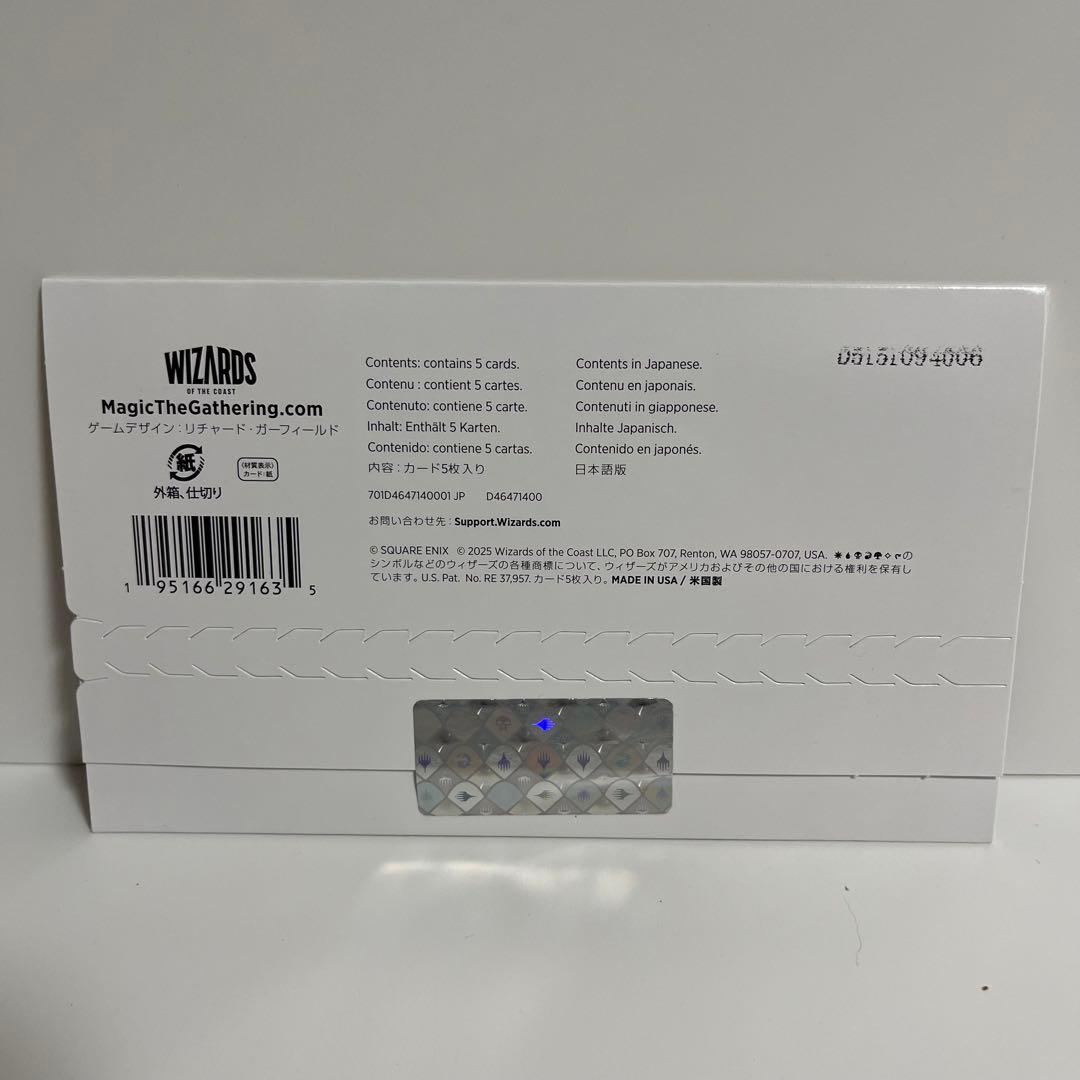 WIZARDS
OF THE COAST
MagicTheGathering.com
ゲームデザイン：リチャード・ガーフィールド
紙
外箱、仕切り
〈材質表示〉
カード：紙
1 95166 29163 5
Contents: contains 5 cards.
Contenu : contient 5 cartes.
Contenuto: contiene 5 carte.
Inhalt: Enthält 5 Karten.
Contenido: contiene 5 cartas.
内容：カード5枚入り
Contents in Japanese.
Contenu en japonais.
Contenuti in giapponese.
Inhalte Japanisch.
Contenido en japonés.
日本語版
701D4647140001 JP D46471400
お問い合わせ先：Support.Wizards.com
© SQUARE ENIX © 2025 Wizards of the Coast LLC, PO Box 707, Renton, WA 98057-0707, USA. の
シンボルなどのウィザーズの各種商標について、ウィザーズがアメリカおよびその他の国における権利を保有し
ています。U.S. Pat. No. RE 37,957. カード5枚入り。MADE IN USA / 米国製